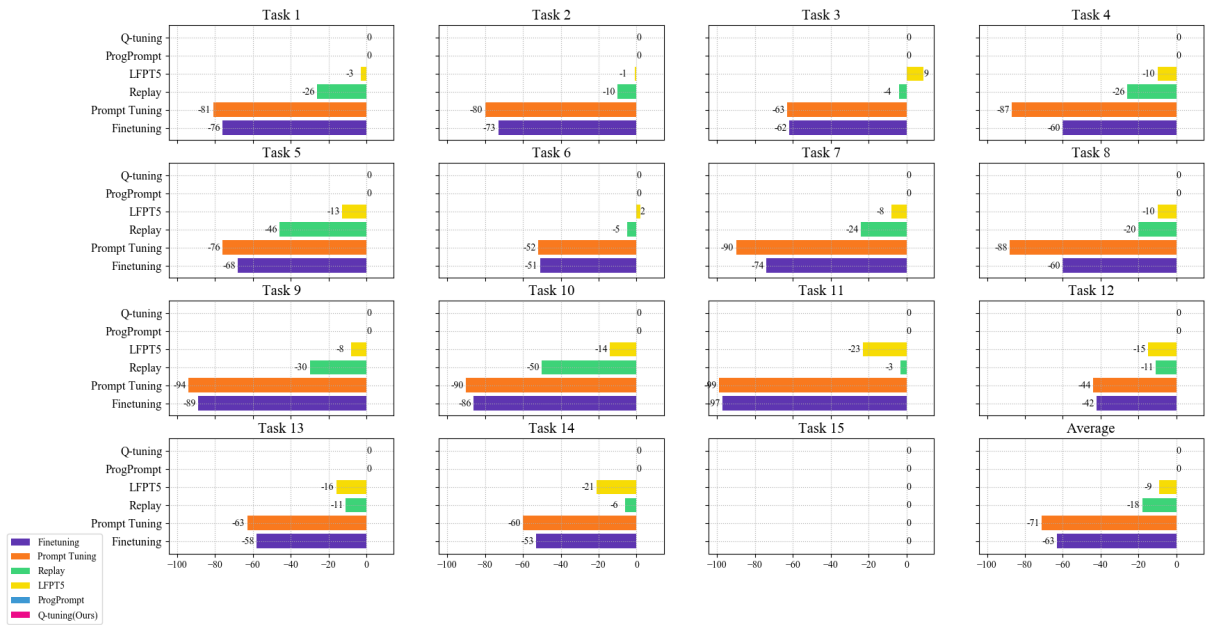 Task 1 Task 2 Task 3 Task 4
Q-tuning 0 0 0 0
ProgPrompt 0 0 0 0
LFPT5 -3 -1 9 -10
Replay -26 -10 -4 -26
Prompt Tuning -81 -80 -63 -87
Finetuning -76 -73 -62 -60
Task 5 Task 6 Task 7 Task 8
Q-tuning 0 0 0 0
ProgPrompt 0 0 0 0
LFPT5 -13 2 -8 -10
Replay -46 -5 -24 -20
Prompt Tuning -76 -52 -90 -88
Finetuning -68 -51 -74 -60
Task 9 Task 10 Task 11 Task 12
Q-tuning 0 0 0 0
ProgPrompt 0 0 0 0
LFPT5 -8 -14 -23 -15
Replay -30 -50 -3 -11
Prompt Tuning -94 -90 -99 -44
Finetuning -89 -86 -97 -42
Task 13 Task 14 Task 15 Average
Q-tuning 0 0 0 0
ProgPrompt 0 0 0 0
LFPT5 -16 -21 0 -9
Replay -11 -6 0 -18
Prompt Tuning -63 -60 0 -71
Finetuning -58 -53 0 -63
−100 −80 −60 −40 −20 0 −100 −80 −60 −40 −20 0 −100 −80 −60 −40 −20 0 −100 −80 −60 −40 −20 0
Finetuning
Prompt Tuning
Replay
LFPT5
ProgPrompt
Q-tuning(Ours)